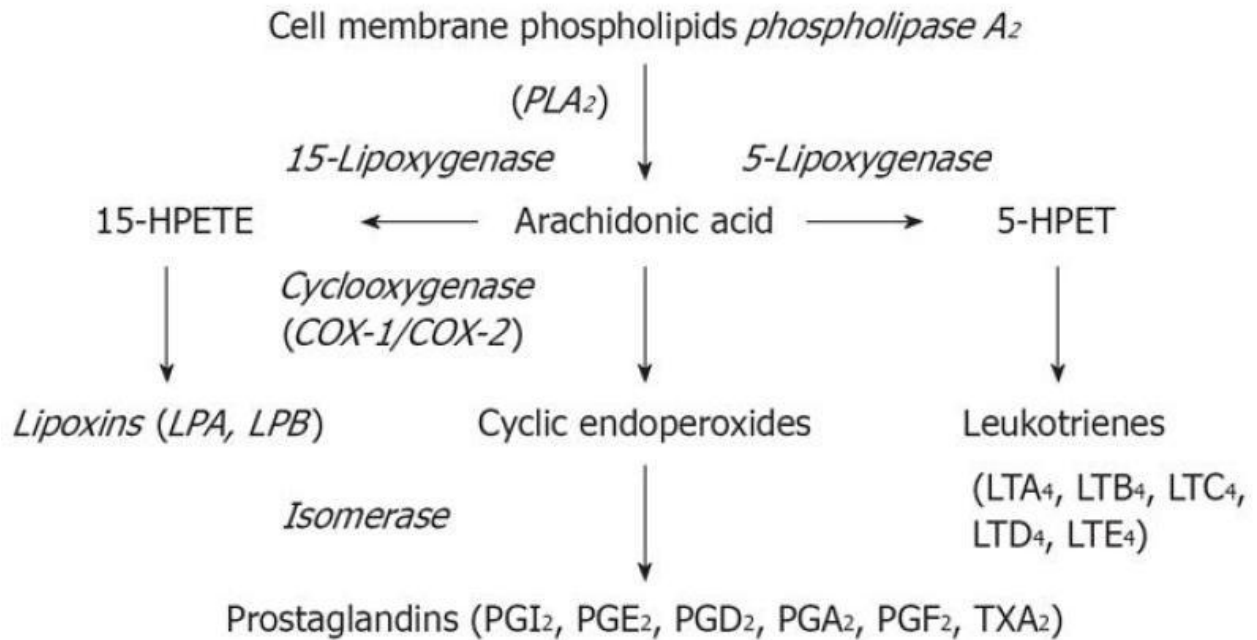 Cell membrane phospholipids phospholipase A₂
(PLA₂)
15-Lipoxygenase
5-Lipoxygenase
15-HPETE
Arachidonic acid
5-HPET
Cyclooxygenase
(COX-1/COX-2)
Lipoxins (LPA, LPB)
Cyclic endoperoxides
Leukotrienes
(LTA₄, LTB₄, LTC₄,
LTD₄, LTE₄)
Isomerase
Prostaglandins (PGI₂, PGE₂, PGD₂, PGA₂, PGF₂, TXA₂)